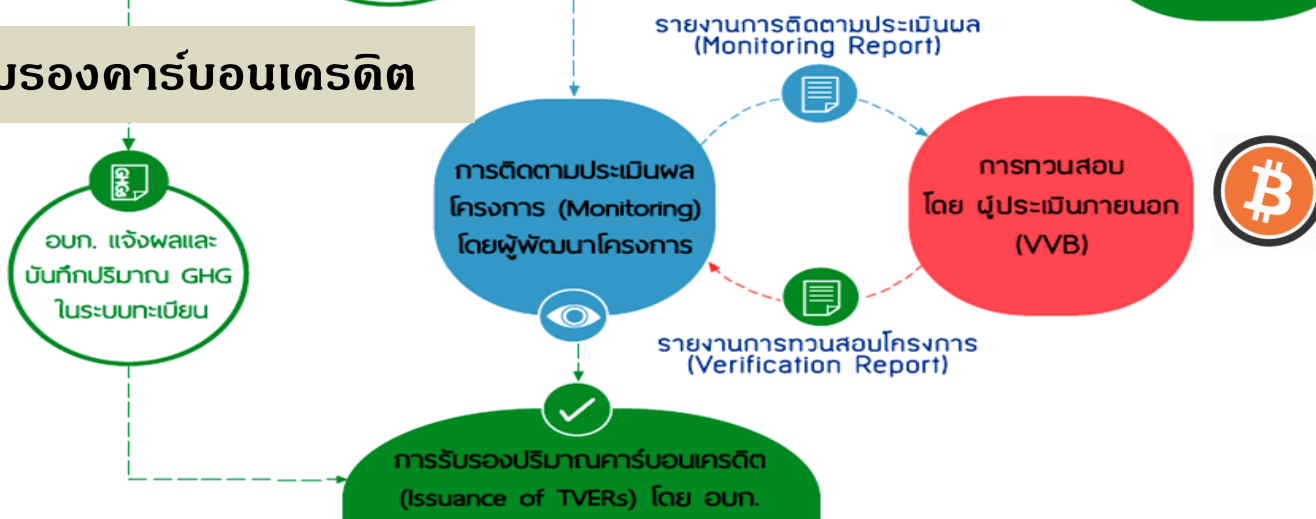 รายงานการติดตามประเมินผล
(Monitoring Report)
บรองคาร์บอนเครดิต
GHGs
การติดตามประเมินผล
โครงการ (Monitoring)
โดยผู้พัฒนาโครงการ
การทวนสอบ
โดย ผู้ประเมินภายนอก
(VVB)
อบก. แจ้งผลและ
บันทึกปริมาณ GHG
ในระบบทะเบียน
รายงานการทวนสอบโครงการ
(Verification Report)
การรับรองปริมาณคาร์บอนเครดิต
(Issuance of TVERs) โดย อบก.